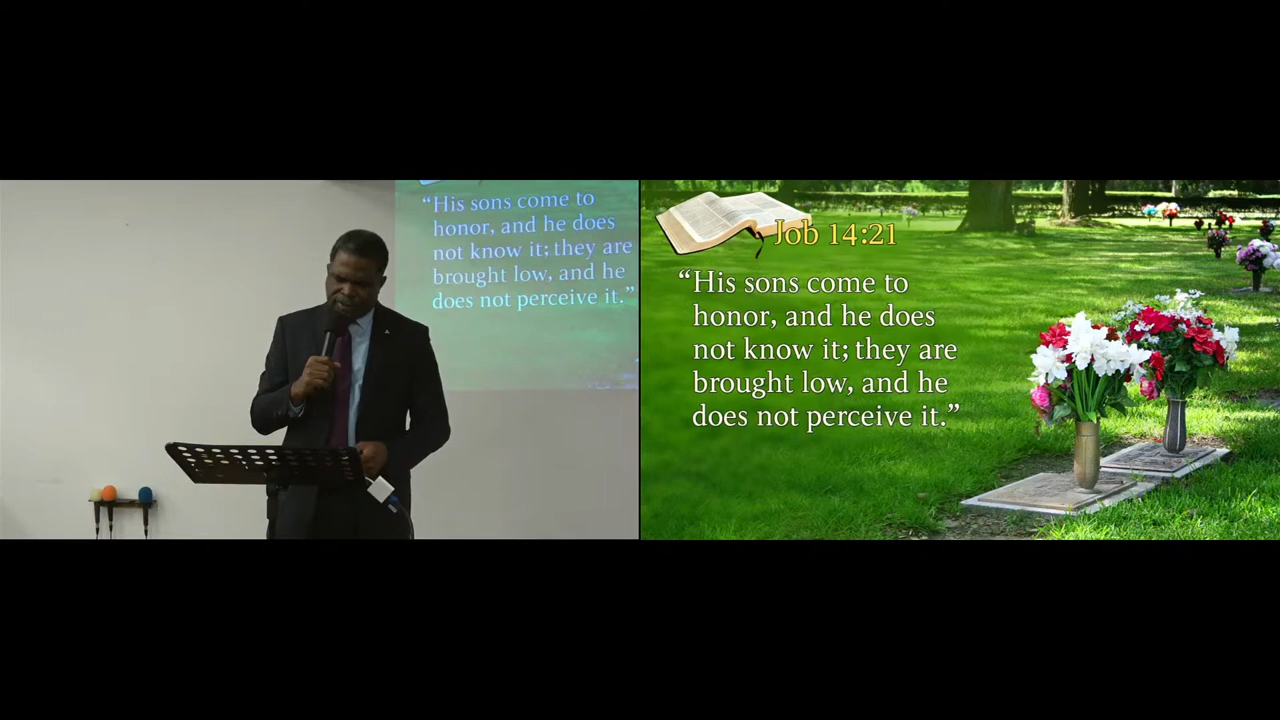 “His sons come to
honor, and he does
not know it; they are
brought low, and he
does not perceive it.”
Job 14:21
“His sons come to
honor, and he does
not know it; they are
brought low, and he
does not perceive it.”